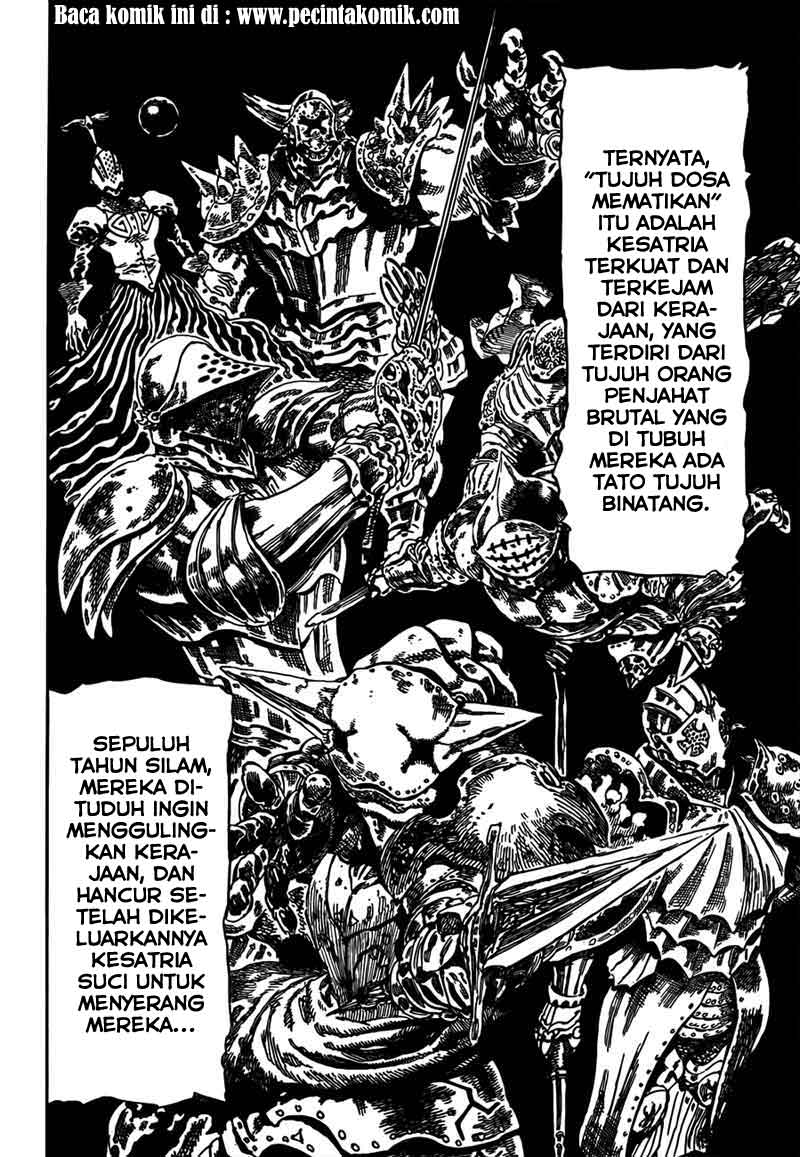 Baca komik ini di : www.pecintakomik.com
TERNYATA,
“TUJUH DOSA
MEMATIKAN”
ITU ADALAH
KESATRIA
TERKUAT DAN
TERKEJAM
DARI KERA-
JAAN, YANG
TERDIRI DARI
TUJUH ORANG
PENJAHAT
BRUTAL YANG
DI TUBUH
MEREKA ADA
TATO TUJUH
BINATANG.
SEPULUH
TAHUN SILAM,
MEREKA DI-
TUDUH INGIN
MENGGULING-
KAN KERA-
JAAN, DAN
HANCUR SE-
TELAH DIKE-
LUARKANNYA
KESATRIA
SUCI UNTUK
MENYERANG
MEREKA...